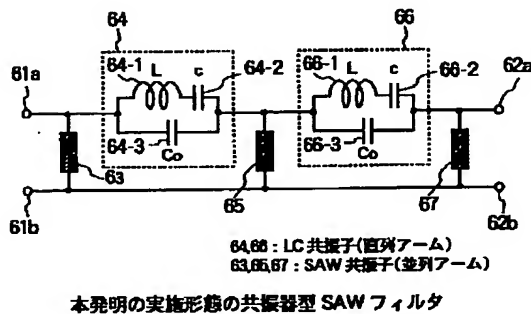 64
66
61a
64-1
L
c
64-2
66-1
L
c
66-2
62a
64-3
Co
66-3
Co
63
65
67
61b
62b
64,66 : LC 共振子(直列アーム)
63,65,67 : SAW 共振子(並列アーム)
本発明の実施形態の共振器型 SAW フィルタ